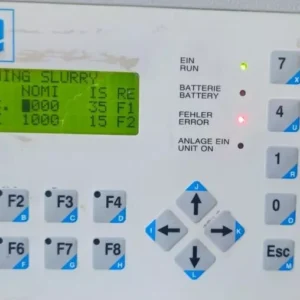 NING SLURRY
NOMI IS RE
000 35 F1
1000 15 F2
EIN
RUN
BATTERIE
BATTERY
FEHLER
ERROR
ANLAGE EIN
UNIT ON
7
X
4
U
1
R
0
O
Esc
M
F2
B
F3
C
F4
D
F6
F
F7
G
F8
H
J
I
K
L